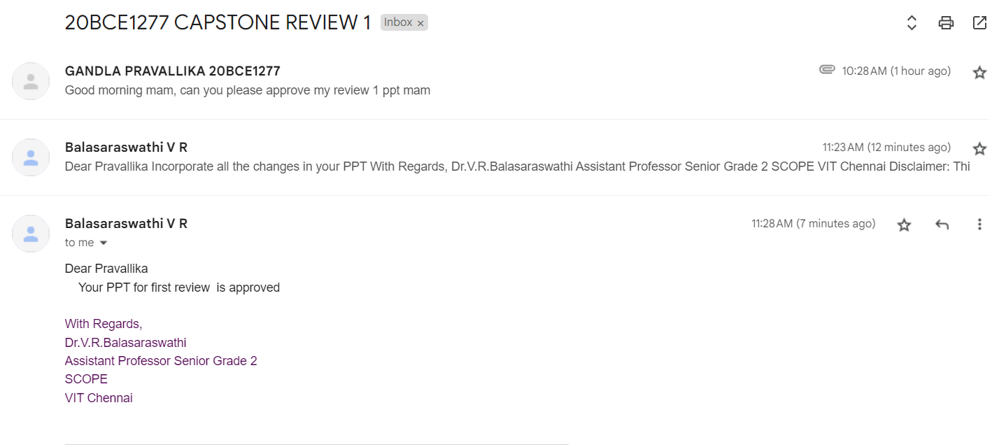 20BCE1277 CAPSTONE REVIEW 1 Inbox ×
GANDLA PRAVALLIKA 20BCE1277 10:28 AM (1 hour ago)
Good morning mam, can you please approve my review 1 ppt mam
Balasaraswathi V R 11:23 AM (12 minutes ago)
Dear Pravallika Incorporate all the changes in your PPT With Regards, Dr.V.R.Balasaraswathi Assistant Professor Senior Grade 2 SCOPE VIT Chennai Disclaimer: Thi
Balasaraswathi V R 11:28 AM (7 minutes ago)
to me
Dear Pravallika
Your PPT for first review is approved
With Regards,
Dr.V.R.Balasaraswathi
Assistant Professor Senior Grade 2
SCOPE
VIT Chennai